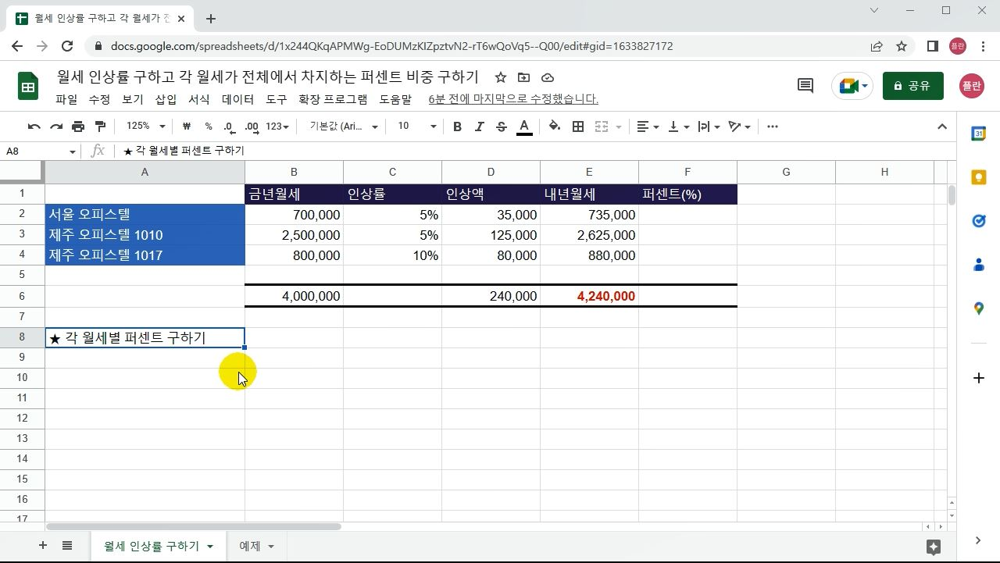 월세 인상률 구하고 각 월세가 전
docs.google.com/spreadsheets/d/1x244QKqAPMWg-EoDUMzKIZpztvN2-rT6wQoVq5--Q00/edit#gid=1633827172
플란
월세 인상률 구하고 각 월세가 전체에서 차지하는 퍼센트 비중 구하기
파일 수정 보기 삽입 서식 데이터 도구 확장 프로그램 도움말 6분 전에 마지막으로 수정했습니다.
공유
플란
125% ₩ % .0 .00 123 기본값 (Ari... 10 B I S A
31
A8 fx ★ 각 월세별 퍼센트 구하기
A B C D E F G H
1 금년월세 인상률 인상액 내년월세 퍼센트(%)
2 서울 오피스텔 700,000 5% 35,000 735,000
3 제주 오피스텔 1010 2,500,000 5% 125,000 2,625,000
4 제주 오피스텔 1017 800,000 10% 80,000 880,000
5
6 4,000,000 240,000 4,240,000
7
8 ★ 각 월세별 퍼센트 구하기
9
10
11
12
13
14
15
16
17
월세 인상률 구하기 예제